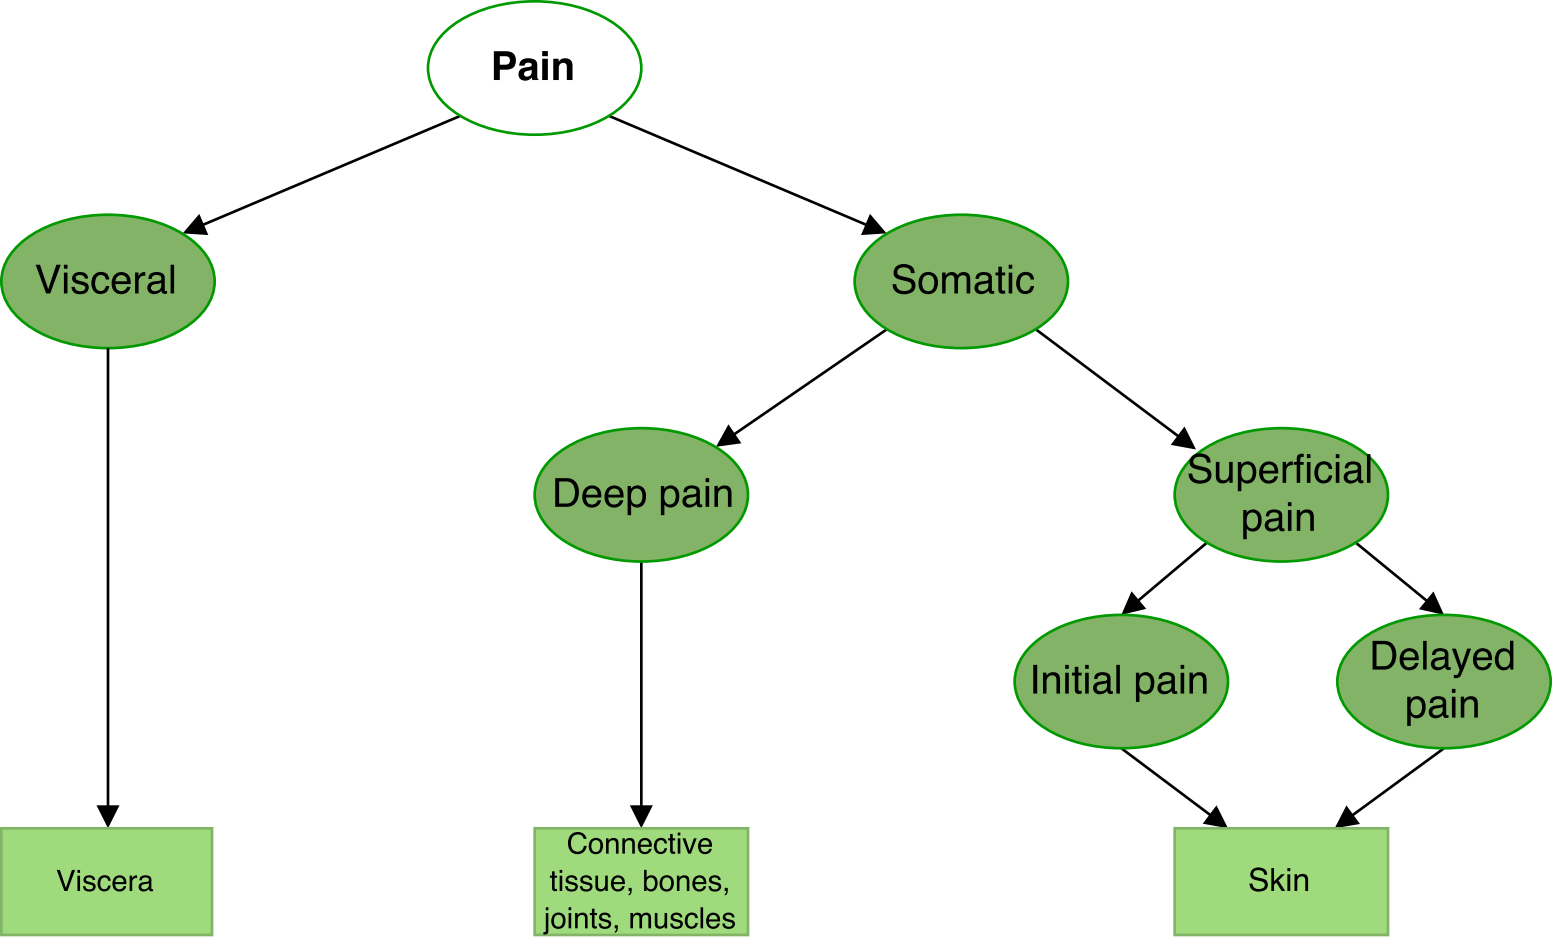 Pain
Visceral
Somatic
Deep pain
Superficial
pain
Initial pain
Delayed
pain
Viscera
Connective
tissue, bones,
joints, muscles
Skin